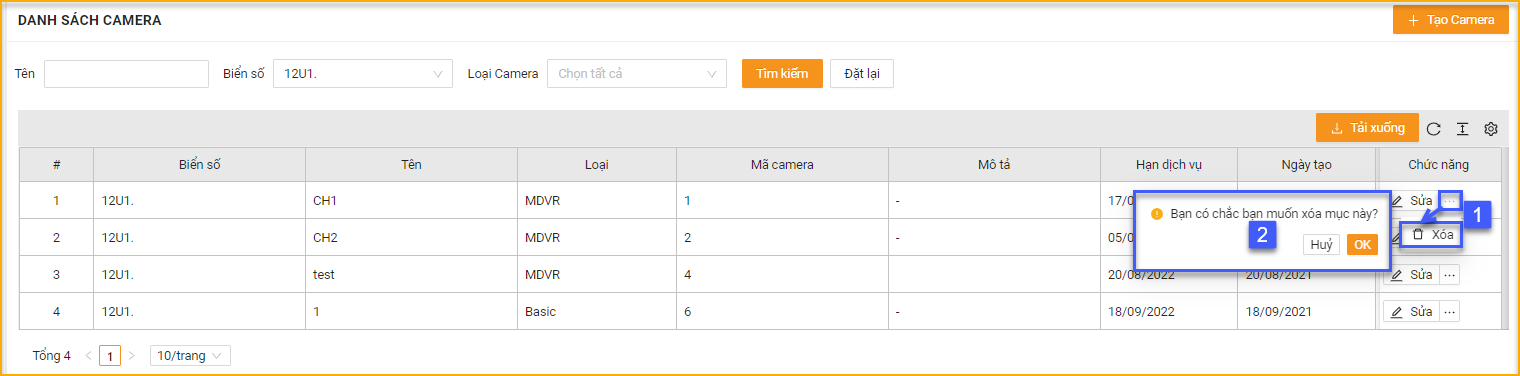 DANH SÁCH CAMERA
+ Tạo Camera
Tên Biển số 12U1. Loại Camera Chọn tất cả Tìm kiếm Đặt lại
Tải xuống
# Biển số Tên Loại Mã camera Mô tả Hạn dịch vụ Ngày tạo Chức năng
1 12U1. CH1 MDVR 1 - 17/0 Sửa ...
Bạn có chắc bạn muốn xóa mục này?
1
2 12U1. CH2 MDVR 2 - 05/0 Xóa
2
Huỷ OK
3 12U1. test MDVR 4 20/08/2022 20/08/2021 Sửa ...
4 12U1. 1 Basic 6 - 18/09/2022 18/09/2021 Sửa ...
Tổng 4 < 1 > 10/trang